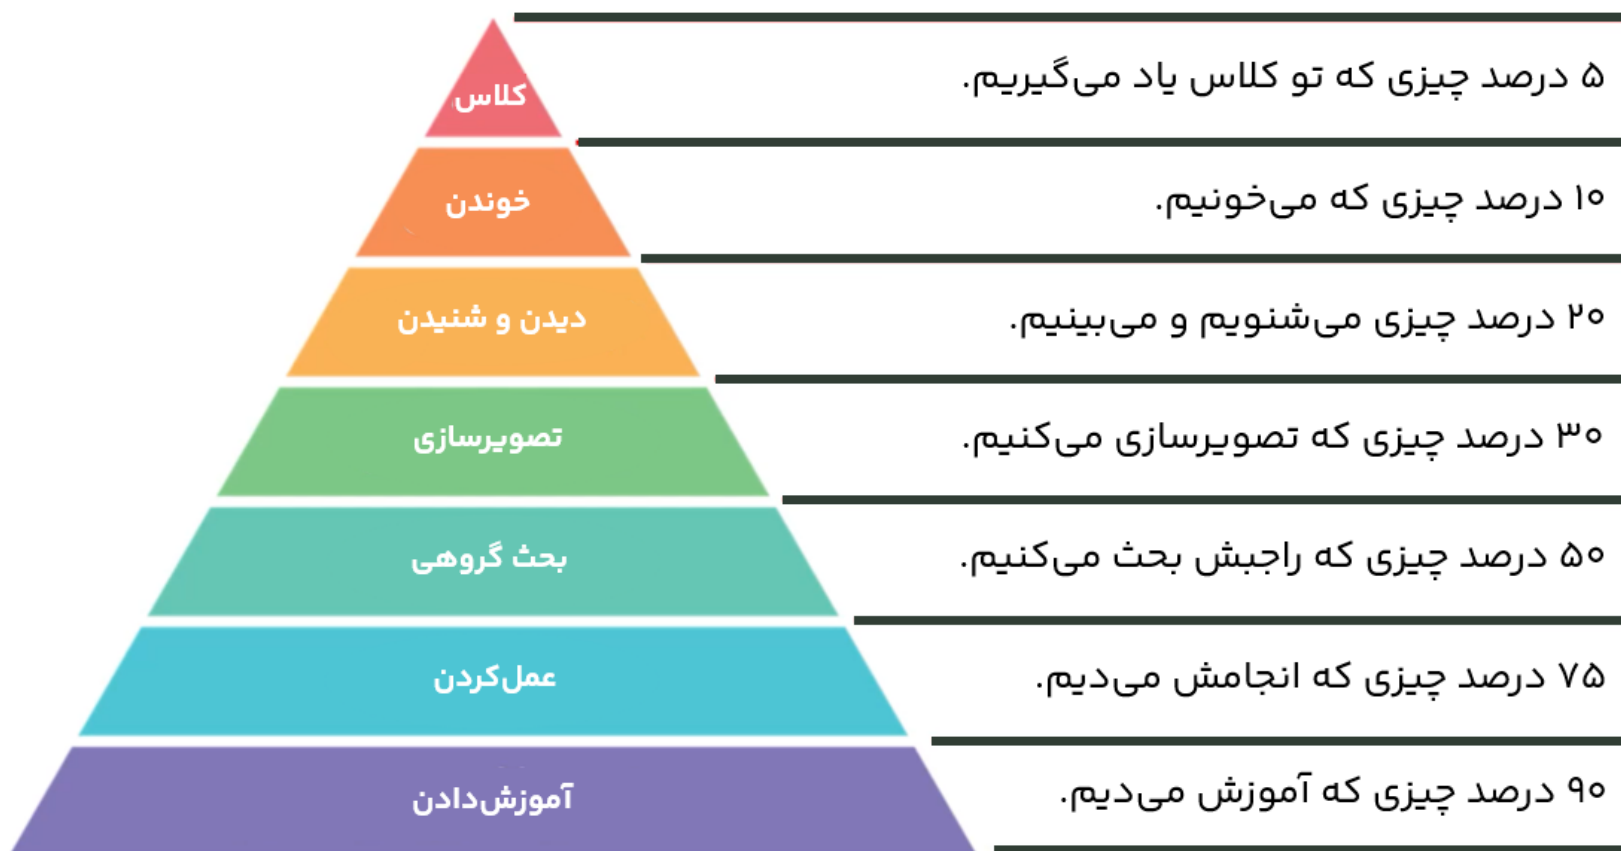 کلاس
۵ درصد چیزی که تو کلاس یاد می‌گیریم.
خوندن
۱۰ درصد چیزی که می‌خونیم.
دیدن و شنیدن
۲۰ درصد چیزی می‌شنویم و می‌بینیم.
تصویرسازی
۳۰ درصد چیزی که تصویرسازی می‌کنیم.
بحث گروهی
۵۰ درصد چیزی که راجبش بحث می‌کنیم.
عمل‌کردن
۷۵ درصد چیزی که انجامش می‌دیم.
آموزش‌دادن
۹۰ درصد چیزی که آموزش می‌دیم.